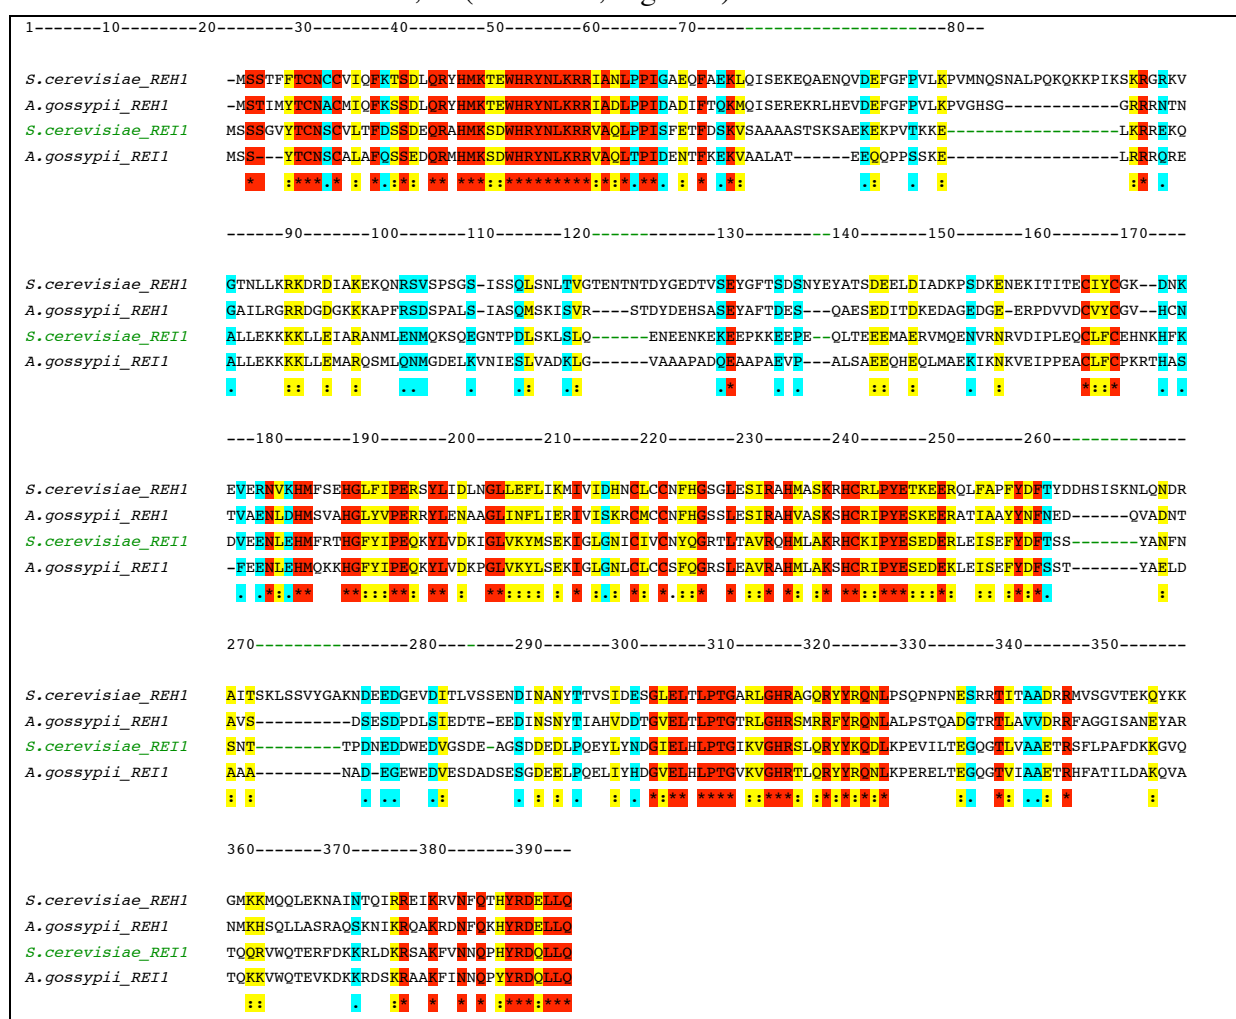 1-------10--------20--------30--------40--------50--------60--------70-----------------------80--
S.cerevisiae_REH1 -MSSTFFTCNCCVIQFKTSDLQRYHMKTEWHRYNLKRRIANLPPIGAEQFAEKLQISEKEQAENQVDEFGFPVLKPVMNQSNALPQKQKKPIKSKRGRKV
A.gossypii_REH1 -MSTIMYTCNACMIQFKSSDLQRYHMKTEWHRYNLKRRIADLPPIDADIFTQKMQISEREKRLHEVDEFGFPVLKPVGHSG------------GRRRNTN
S.cerevisiae_REI1 MSSSGVYTCNSCVLTFDSSDEQRAHMKSDWHRYNLKRRVAQLPPISFETFDSKVSAAAASTSKSAEKEKPVTKKE------------------LKRREKQ
A.gossypii_REI1 MSS---YTCNSCALAFQSSEDQRMHMKSDWHRYNLKRRVAQLTPIDENTFKEKVAALAT------EEQQPPSSKE------------------LRRRQRE
* :***.* : *.:*: ** ***::*********:*:*.**. : * .*: .: . : :* .
------90-------100-------110-------120-------------130----------140-------150-------160-------170----
S.cerevisiae_REH1 GTNLLKRKDRDIAKEKQNRSVSPSGS-ISSQLSNLTVGTENTNTDYGEDTVSEYGFTSDSNYEYATSDEELDIADKPSDKENEKITITECIYCGK--DNK
A.gossypii_REH1 GAILRGRRDGDGKKKAPFRSDSPALS-IASQMSKISVR----STDYDEHSASEYAFTDES---QAESEDITDKEDAGEDGE-ERPDVVDCVYCGV--HCN
S.cerevisiae_REI1 ALLEKKKKLLEIARANMLENMQKSQEGNTPDLSKLSLQ------ENEENKEKEEPKKEEPE--QLTEEEMAERVMQENVRNRVDIPLEQCLFCEHNKHFK
A.gossypii_REI1 ALLEKKKKLLEMARQSMLQNMGDELKVNIESLVADKLG------VAAAPADQEAAPAEVP---ALSAEEQHEQLMAEKIKNKVEIPPEACLFCPKRTHAS
. :: : : .. . .: .: .* . . :: : . : *::* . .
---180-------190-------200-------210-------220-------230-------240-------250-------260--------------
S.cerevisiae_REH1 EVERNVKHMFSEHGLFIPERSYLIDLNGLLEFLIKMIVIDHNCLCCNFHGSGLESIRAHMASKRHCRLPYETKEERQLFAPFYDFTYDDHSISKNLQNDR
A.gossypii_REH1 TVAENLDHMSVAHGLYVPERRYLENAAGLINFLIERIVISKRCMCCNFHGSSLESIRAHVASKSHCRIPYESKEERATIAAYYNFNED------QVADNT
S.cerevisiae_REI1 DVEENLEHMFRTHGFYIPEQKYLVDKIGLVKYMSEKIGLGNICIVCNYQGRTLTAVRQHMLAKRHCKIPYESEDERLEISEFYDFTSS-------YANFN
A.gossypii_REI1 -FEENLEHMQKKHGFYIPEQKYLVDKPGLVKYLSEKIGLGNLCLCCSFQGRSLEAVRAHMLAKSHCRIPYESEDEKLEISEFYDFSST-------YAELD
. .*:.** **:::**: ** : **:::: : * :.: *: *.::* * ::* *: :* **::***:::*: :: :*:*. :
270----------------280-------290-------300-------310-------320-------330-------340-------350-------
S.cerevisiae_REH1 AITSKLSSVYGAKNDEEDGEVDITLVSSENDINANYTTVSIDESGLELTLPTGARLGHRAGQRYYRQNLPSQPNPNESRRTITAADRRMVSGVTEKQYKK
A.gossypii_REH1 AVS----------DSESDPDLSIEDTE-EEDINSNYTIAHVDDTGVELTLPTGTRLGHRSMRRFYRQNLALPSTQADGTRTLAVVDRRFAGGISANEYAR
S.cerevisiae_REI1 SNT---------TPDNEDDWEDVGSDE-AGSDDEDLPQEYLYNDGIELHLPTGIKVGHRSLQRYYKQDLKPEVILTEGQGTLVAAETRSFLPAFDKKGVQ
A.gossypii_REI1 AAA---------NAD-EGEWEDVESDADSESGDEELPQELIYHDGVELHLPTGVKVGHRTLQRYYRQNLKPERELTEGQGTVIAAETRHFATILDAKQVA
: : . .. .: . : . : . *:** **** ::***: :*:*:*:* :. *: ..: * :
360-------370-------380-------390---
S.cerevisiae_REH1 GMKKMQQLEKNAINTQIRREIKRVNFQTHYRDELLQ
A.gossypii_REH1 NMKHSQLLASRAQSKNIKRQAKRDNFQKHYRDELLQ
S.cerevisiae_REI1 TQQRVWQTERFDKKRLDKRSAKFVNNQPHYRDQLLQ
A.gossypii_REI1 TQKKVWQTEVKDKKRDSKRAAKFINNQPYYRDQLLQ
:: . :* * * * :***:***